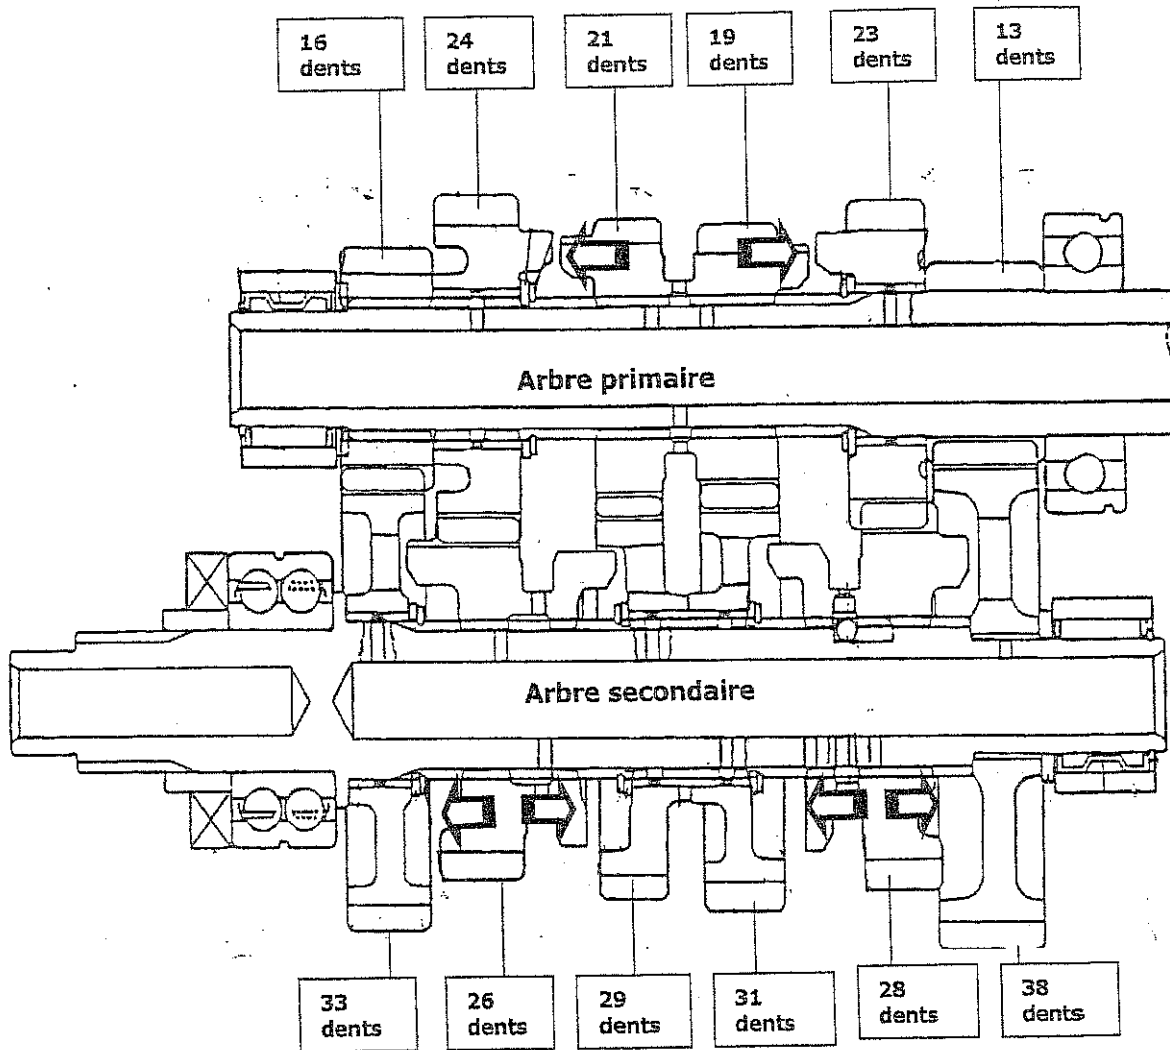 16
dents
24
dents
21
dents
19
dents
23
dents
13
dents
Arbre primaire
Arbre secondaire
33
dents
26
dents
29
dents
31
dents
28
dents
38
dents